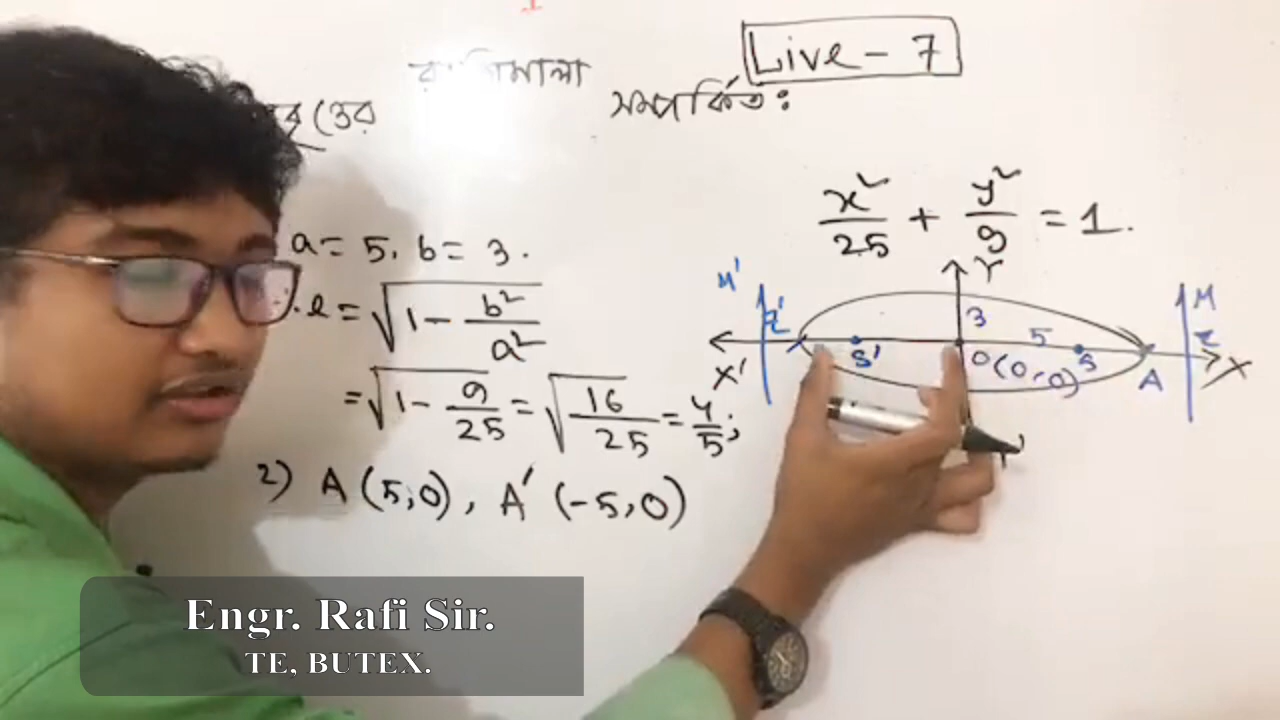 Live - 7
সম্পর্কিত:
x²/25 + y²/9 = 1.
a = 5, b = 3.
e = √(1 - b²/a²)
= √(1 - 9/25) = √(16/25) = 4/5;
2) A (5,0), A' (-5,0)
M' Y M
Z' 3 5 Z
X' S' O(0,0) S A X
Engr. Rafi Sir.
TE, BUTEX.